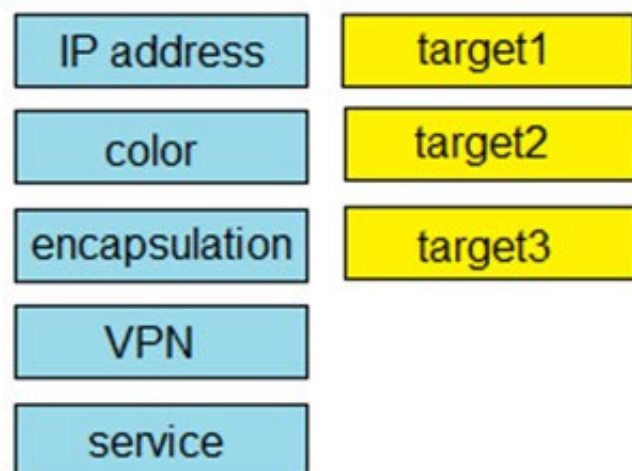 IP address
target1
color
target2
encapsulation
target3
VPN
service